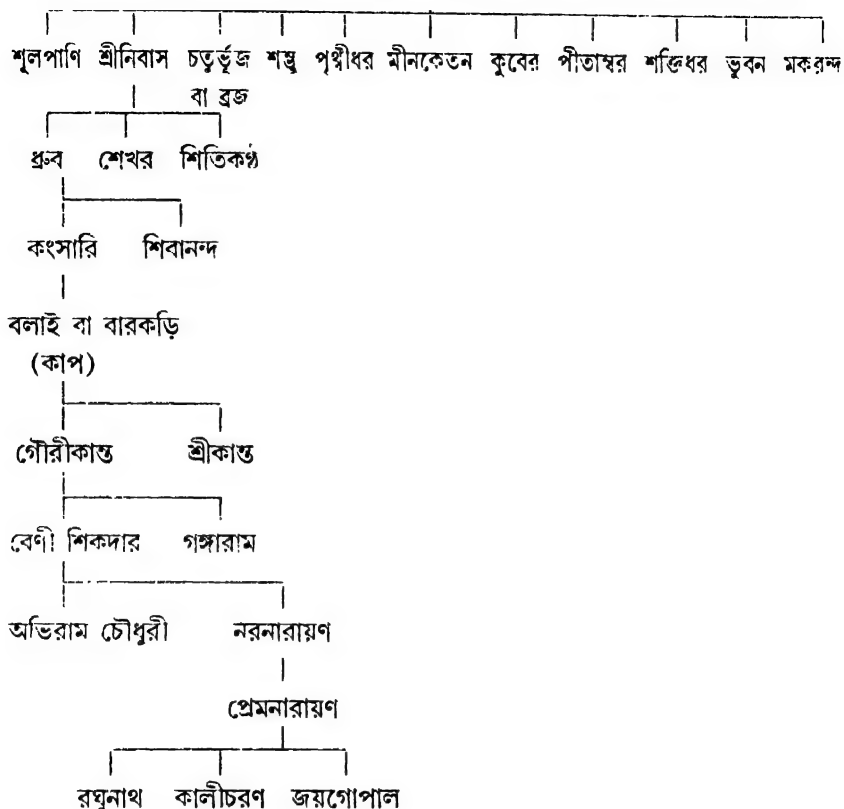 শূলপাণি শ্রীনিবাস চতুর্ভূজ শম্ভু পৃথ্বীধর মীনকেতন কুবের পীতাম্বর শক্তিধর ভুবন মকরন্দ
বা ব্রজ
ধ্রুব শেখর শিতিকণ্ঠ
কংসারি শিবানন্দ
বলাই বা বারকড়ি
(কাপ)
গৌরীকান্ত শ্রীকান্ত
বেণী শিকদার গঙ্গারাম
অভিরাম চৌধুরী নরনারায়ণ
প্রেমনারায়ণ
রঘুনাথ কালীচরণ জয়গোপাল